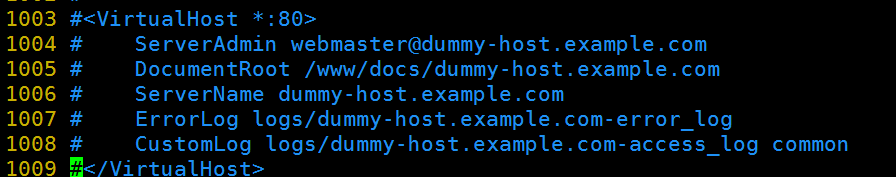 1003 #<VirtualHost *:80>
1004 #    ServerAdmin webmaster@dummy-host.example.com
1005 #    DocumentRoot /www/docs/dummy-host.example.com
1006 #    ServerName dummy-host.example.com
1007 #    ErrorLog logs/dummy-host.example.com-error_log
1008 #    CustomLog logs/dummy-host.example.com-access_log common
1009 #</VirtualHost>